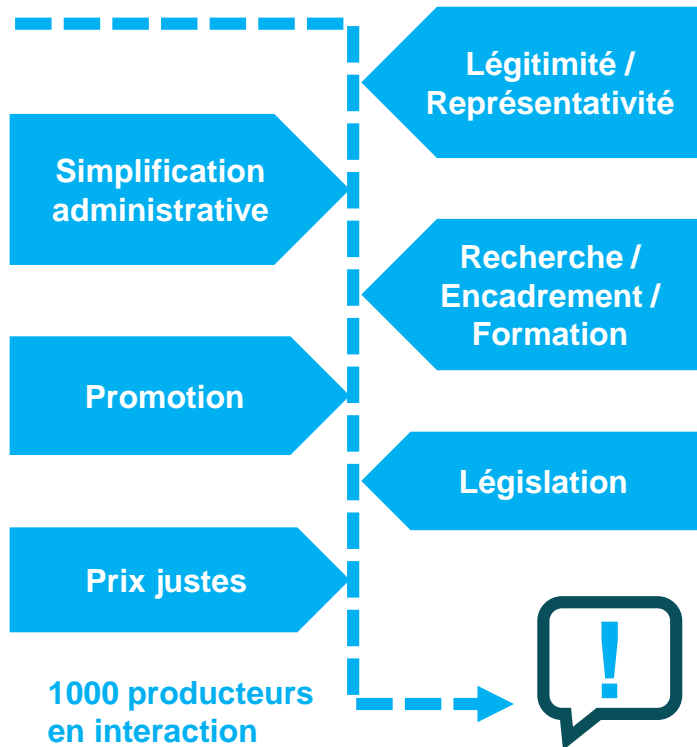 Légitimité /
Représentativité
Simplification
administrative
Recherche /
Encadrement /
Formation
Promotion
Législation
Prix justes
!
1000 producteurs
en interaction